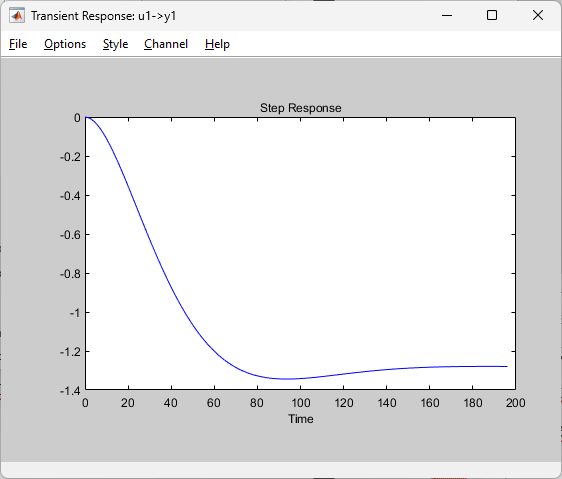 Transient Response: u1->y1
File Options Style Channel Help
Step Response
0
-0.2
-0.4
-0.6
-0.8
-1
-1.2
-1.4
0 20 40 60 80 100 120 140 160 180 200
Time